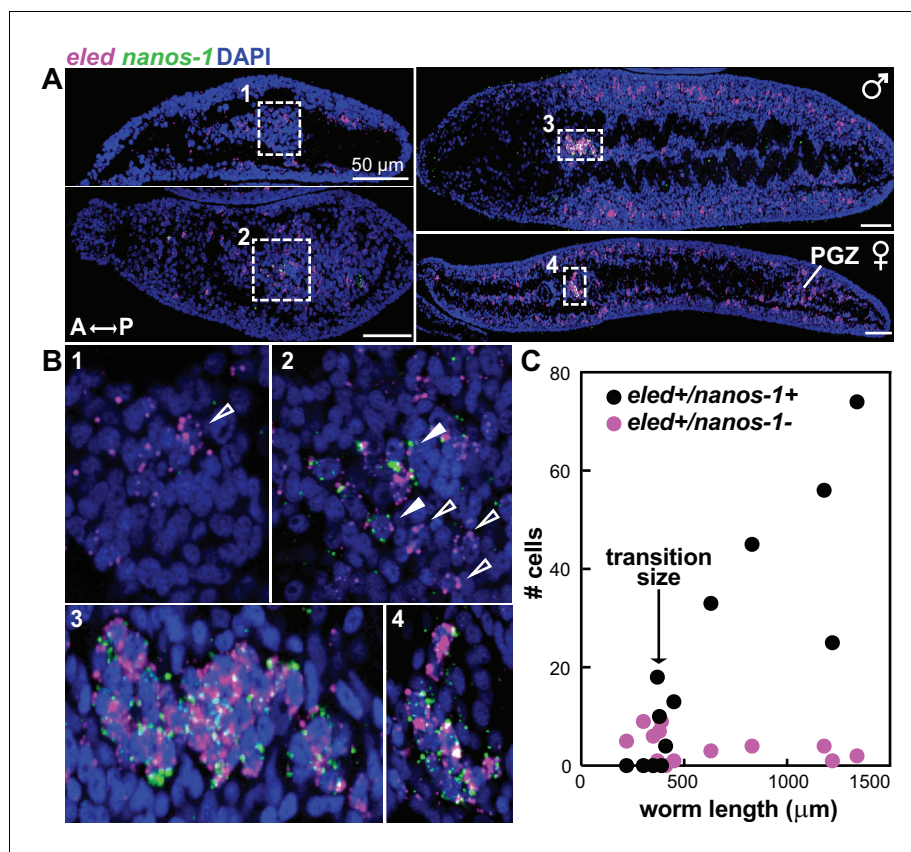 eled nanos-1 DAPI
A
1
50 µm
2
A ↔ P
3
♂
4
PGZ ♀
B
1
2
3
4
C
80
60
40
20
0
# cells
eled+/nanos-1+
eled+/nanos-1-
transition
size
0 500 1000 1500
worm length (µm)